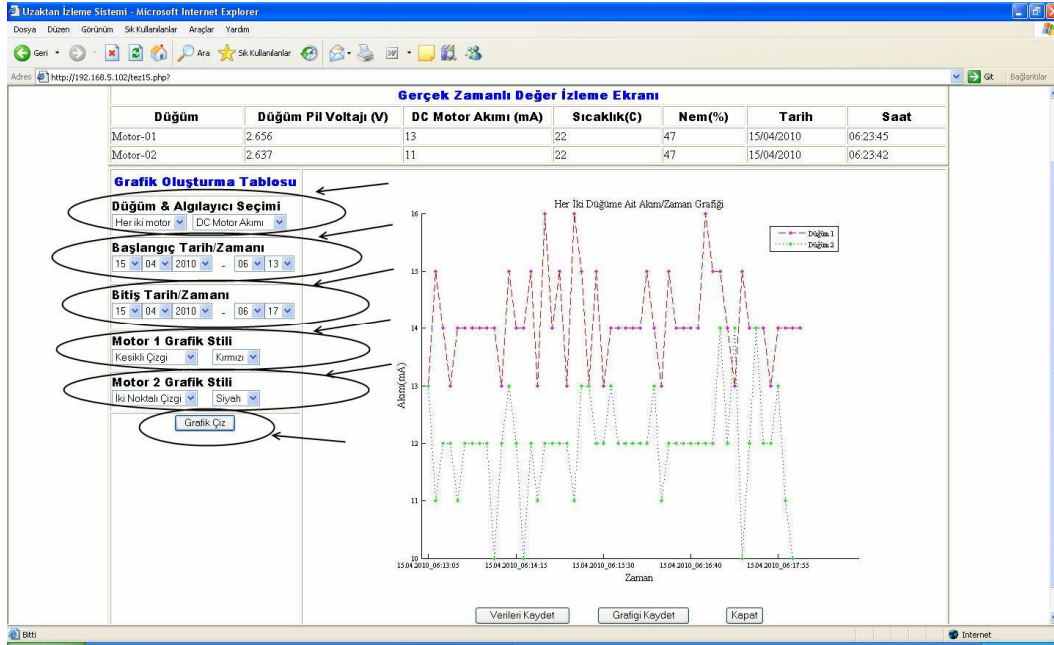 Uzaktan İzleme Sistemi - Microsoft Internet Explorer
Dosya Düzen Görünüm Sık Kullanılanlar Araçlar Yardım
Geri Ara Sık Kullanılanlar
Adres http://192.168.5.102/tez15.php? Git Bağlantılar
Gerçek Zamanlı Değer İzleme Ekranı
Düğüm Düğüm Pil Voltajı (V) DC Motor Akımı (mA) Sıcaklık(C) Nem(%) Tarih Saat
Motor-01 2.656 13 22 47 15/04/2010 06:23:45
Motor-02 2.637 11 22 47 15/04/2010 06:23:42
Grafik Oluşturma Tablosu
Düğüm & Algılayıcı Seçimi
Her iki motor DC Motor Akımı
Başlangıç Tarih/Zamanı
15 04 2010 - 06 13
Bitiş Tarih/Zamanı
15 04 2010 - 06 17
Motor 1 Grafik Stili
Kesikli Çizgi Kırmızı
Motor 2 Grafik Stili
İki Noktalı Çizgi Siyah
Grafik Çiz
Her İki Düğüme Ait Akım/Zaman Grafiği
Düğüm 1
Düğüm 2
16
15
14
13
12
11
10
Akım(mA)
15.04.2010_06:13:05 15.04.2010_06:14:15 15.04.2010_06:15:30 15.04.2010_06:16:40 15.04.2010_06:17:55
Zaman
Verileri Kaydet Grafigi Kaydet Kapat
Bitti Internet